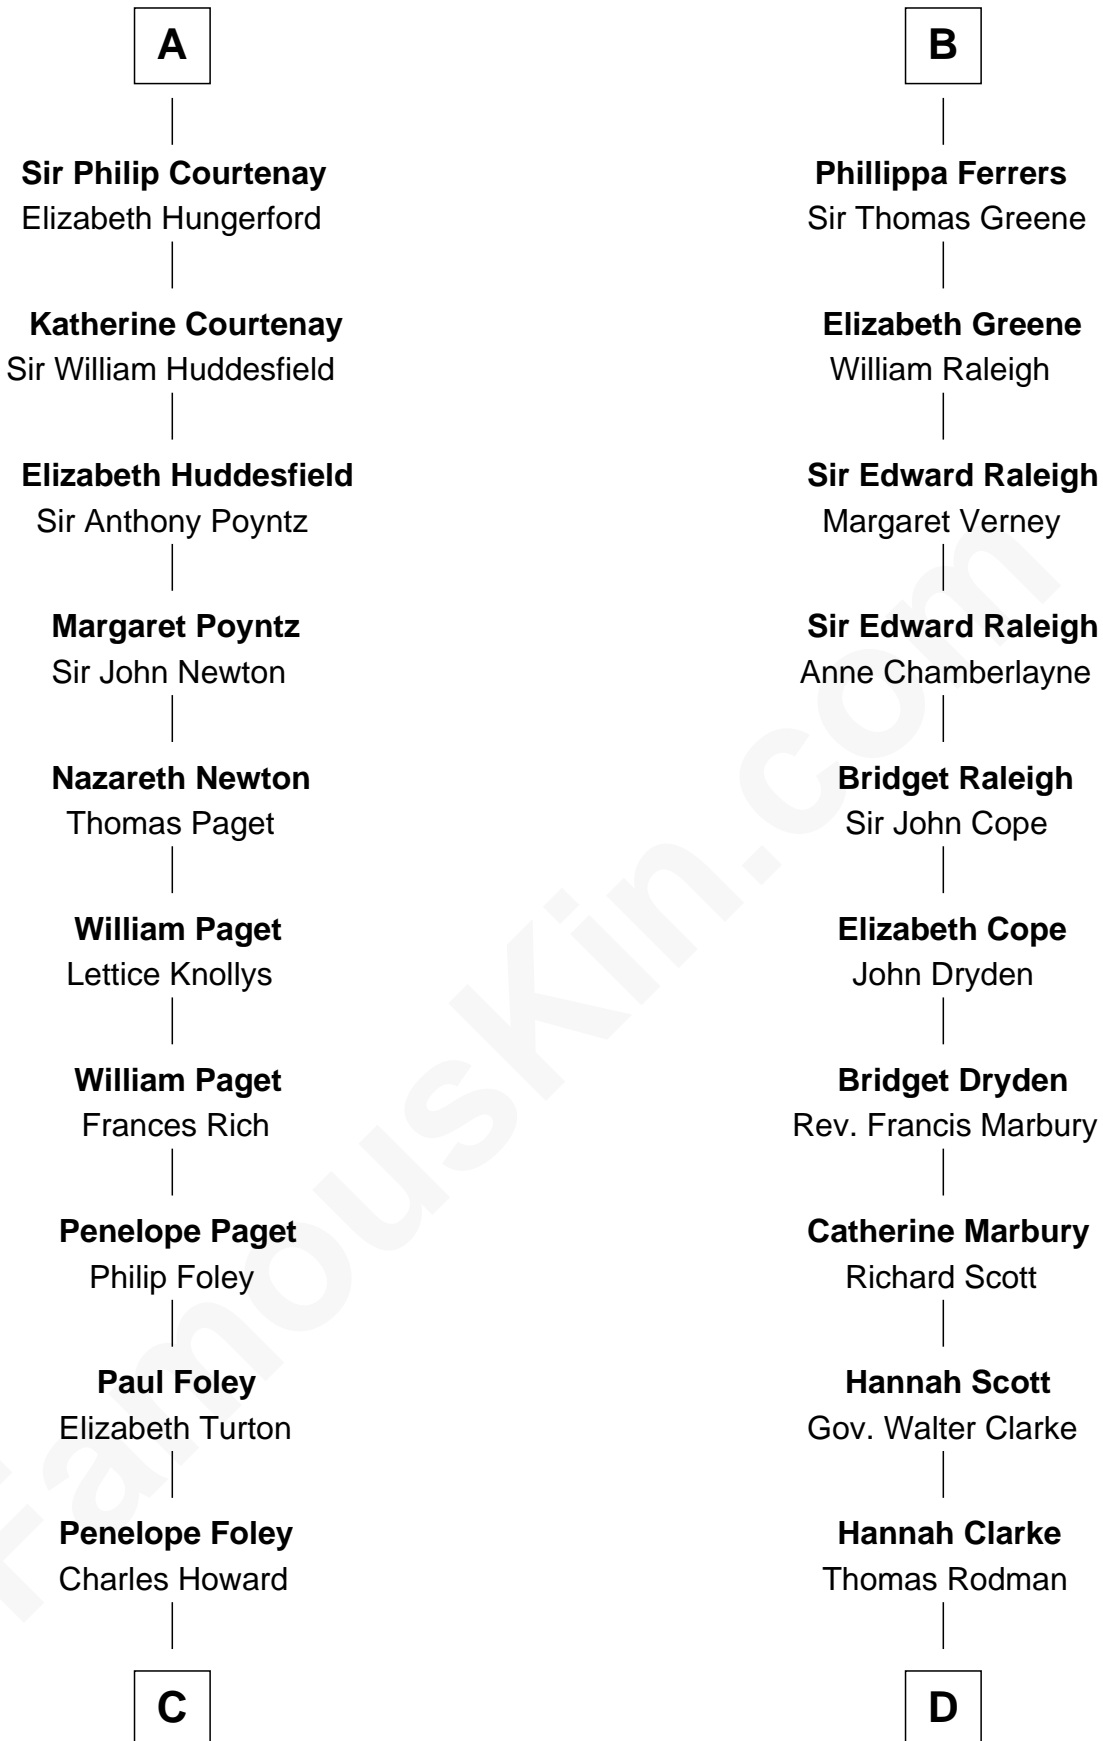 A
Sir Philip Courtenay
Elizabeth Hungerford
Katherine Courtenay
Sir William Huddesfield
Elizabeth Huddesfield
Sir Anthony Poyntz
Margaret Poyntz
Sir John Newton
Nazareth Newton
Thomas Paget
William Paget
Lettice Knollys
William Paget
Frances Rich
Penelope Paget
Philip Foley
Paul Foley
Elizabeth Turton
Penelope Foley
Charles Howard
C
B
Phillippa Ferrers
Sir Thomas Greene
Elizabeth Greene
William Raleigh
Sir Edward Raleigh
Margaret Verney
Sir Edward Raleigh
Anne Chamberlayne
Bridget Raleigh
Sir John Cope
Elizabeth Cope
John Dryden
Bridget Dryden
Rev. Francis Marbury
Catherine Marbury
Richard Scott
Hannah Scott
Gov. Walter Clarke
Hannah Clarke
Thomas Rodman
D
FamousKin.com